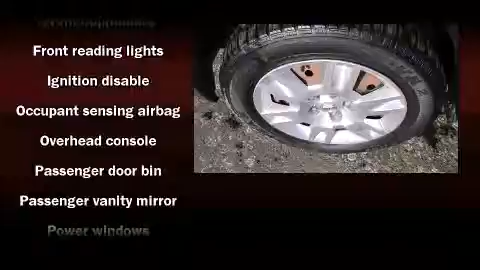 Front reading lights
Ignition disable
Occupant sensing airbag
Overhead console
Passenger door bin
Passenger vanity mirror
Power windows